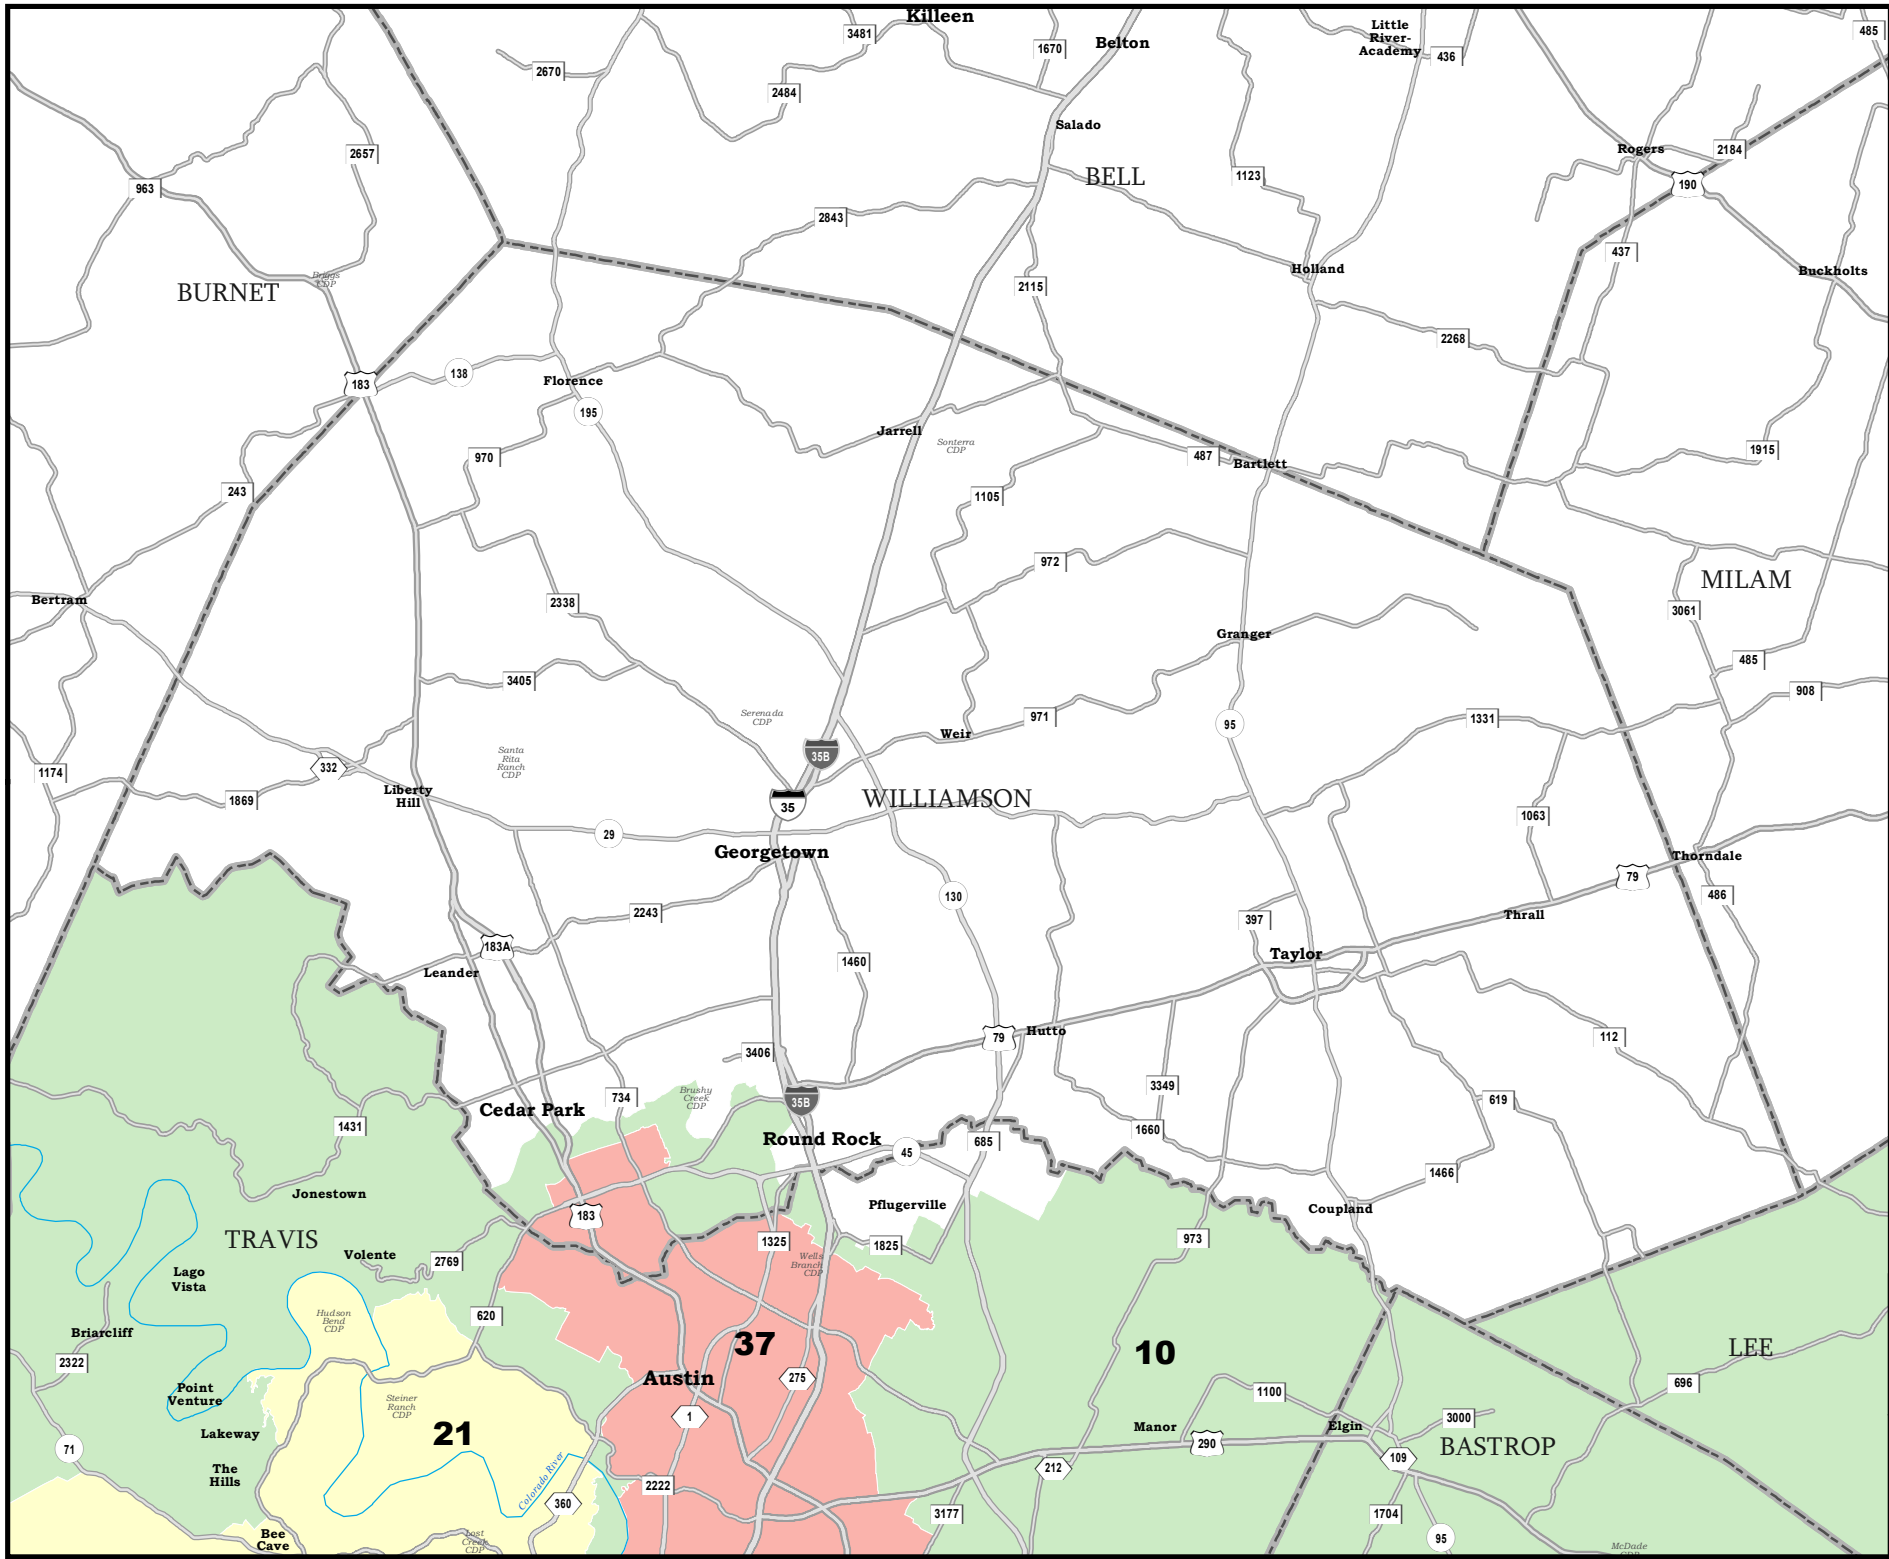 Killeen
3481
Little
River-
Academy
485
Belton
1670
436
2670
2484
Salado
2657
Rogers
2184
BELL
1123
963
190
2843
437
Holland
Buckholts
Briggs
CDP
BURNET
2115
2268
138
183
Florence
195
Jarrell
Sonterra
CDP
970
487
Bartlett
1915
243
1105
972
MILAM
Bertram
2338
3061
Granger
485
3405
908
Serenada
CDP
971
1331
95
Weir
35B
Santa
Rita
Ranch
CDP
1174
332
Liberty
Hill
1869
35
WILLIAMSON
1063
29
Georgetown
Thorndale
79
130
486
2243
397
Thrall
183A
Leander
1460
Taylor
Hutto
79
112
3406
3349
734
Brushy
Creek
CDP
35B
619
Cedar Park
1431
Round Rock
1660
685
45
1466
Jonestown
Pflugerville
Coupland
183
TRAVIS
1325
1825
973
Volente
2769
Wells
Branch
CDP
Lago
Vista
Hudson
Bend
CDP
620
Briarcliff
37
10
LEE
2322
Austin
275
696
Point
Venture
Steiner
Ranch
CDP
1100
1
3000
Lakeway
21
Manor
Elgin
71
290
BASTROP
109
The
Hills
212
Colorado River
2222
360
3177
1704
Bee
Cave
Lost
Creek
CDP
95
McDade
CDP